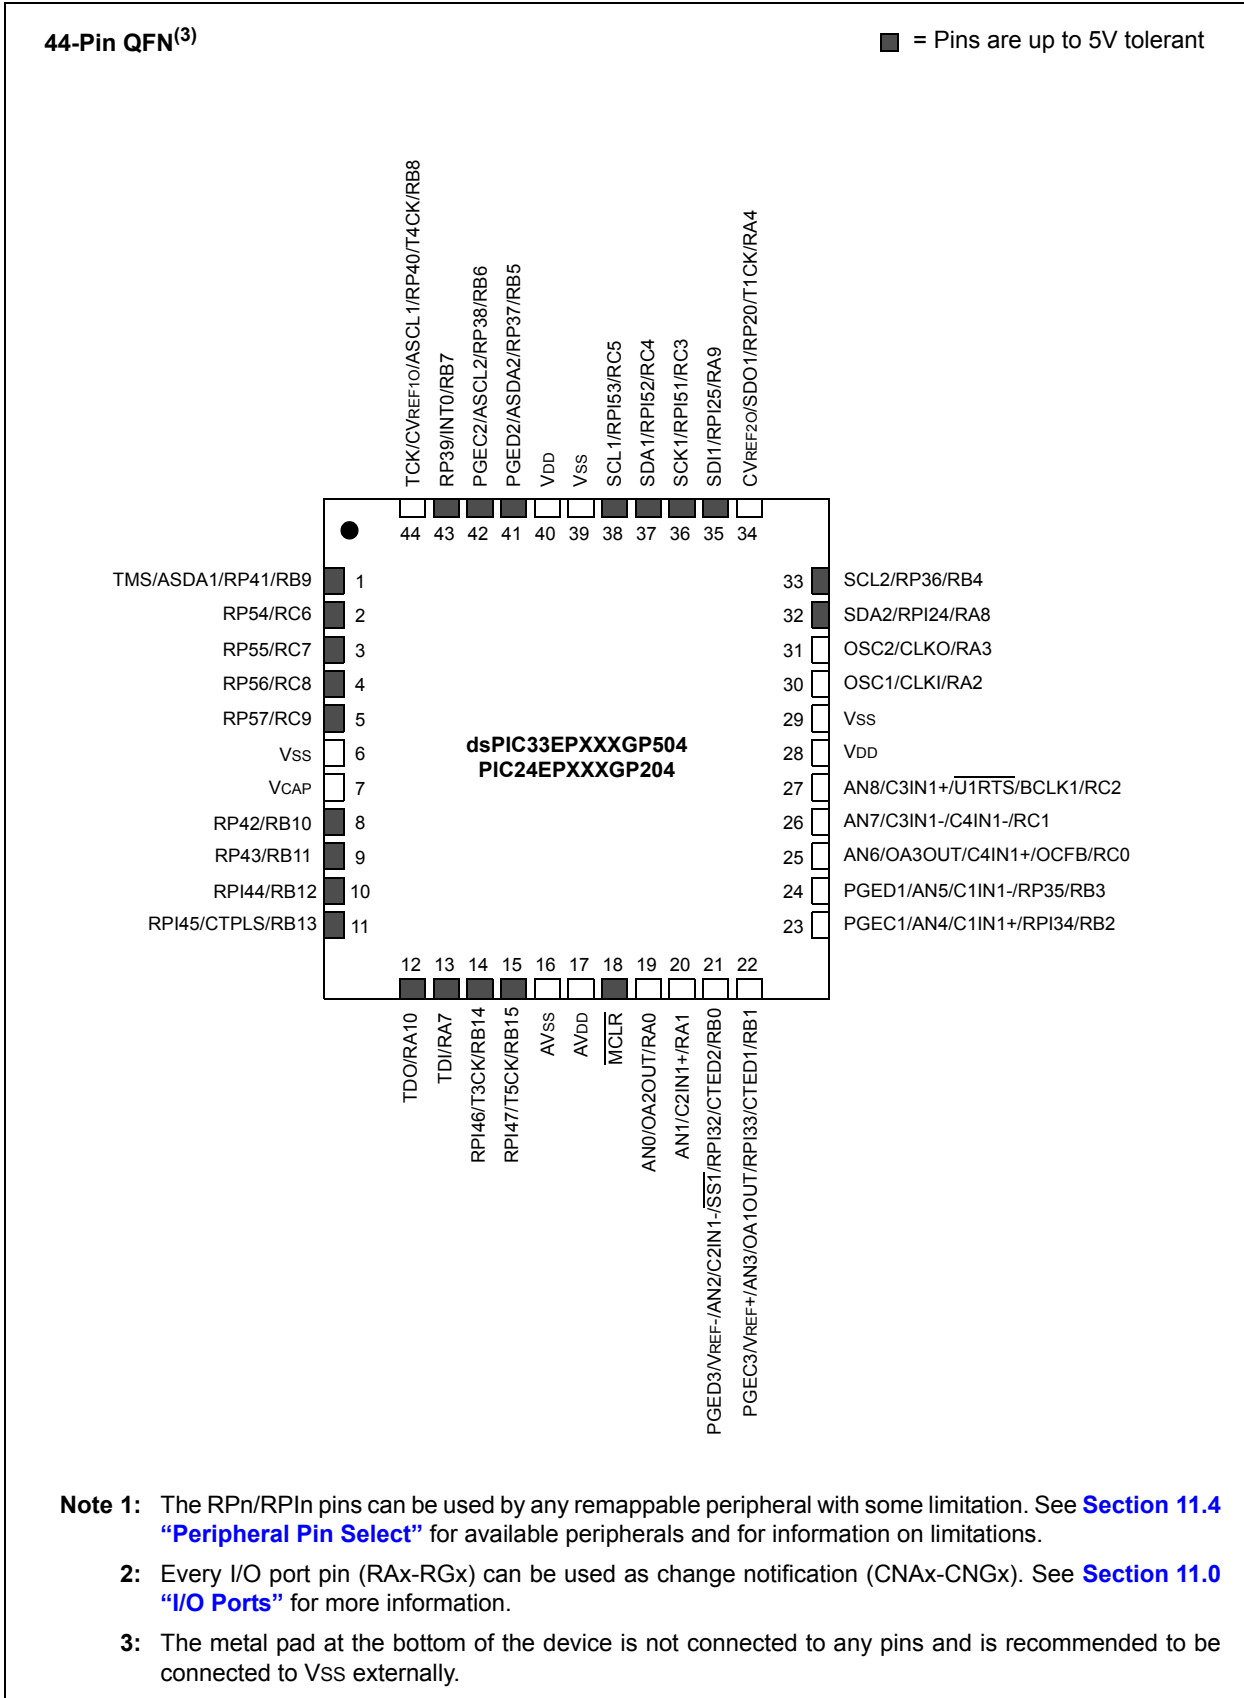 44-Pin QFN(3)
= Pins are up to 5V tolerant
TCK/CVREF1O/ASCL1/RP40/T4CK/RB8
RP39/INT0/RB7
PGEC2/ASCL2/RP38/RB6
PGED2/ASDA2/RP37/RB5
VDD
VSS
SCL1/RPI53/RC5
SDA1/RPI52/RC4
SCK1/RPI51/RC3
SDI1/RPI25/RA9
CVREF2O/SDO1/RP20/T1CK/RA4
44 43 42 41 40 39 38 37 36 35 34
TMS/ASDA1/RP41/RB9 1
RP54/RC6 2
RP55/RC7 3
RP56/RC8 4
RP57/RC9 5
VSS 6
VCAP 7
RP42/RB10 8
RP43/RB11 9
RPI44/RB12 10
RPI45/CTPLS/RB13 11
dsPIC33EPXXXGP504
PIC24EPXXXGP204
33 SCL2/RP36/RB4
32 SDA2/RPI24/RA8
31 OSC2/CLKO/RA3
30 OSC1/CLKI/RA2
29 VSS
28 VDD
27 AN8/C3IN1+/U1RTS/BCLK1/RC2
26 AN7/C3IN1-/C4IN1-/RC1
25 AN6/OA3OUT/C4IN1+/OCFB/RC0
24 PGED1/AN5/C1IN1-/RP35/RB3
23 PGEC1/AN4/C1IN1+/RPI34/RB2
12 13 14 15 16 17 18 19 20 21 22
TDO/RA10
TDI/RA7
RPI46/T3CK/RB14
RPI47/T5CK/RB15
AVSS
AVDD
MCLR
AN0/OA2OUT/RA0
AN1/C2IN1+/RA1
PGED3/VREF-/AN2/C2IN1-/SS1/RPI32/CTED2/RB0
PGEC3/VREF+/AN3/OA1OUT/RPI33/CTED1/RB1
Note 1: The RPn/RPIn pins can be used by any remappable peripheral with some limitation. See Section 11.4
"Peripheral Pin Select" for available peripherals and for information on limitations.
2: Every I/O port pin (RAx-RGx) can be used as change notification (CNAx-CNGx). See Section 11.0
"I/O Ports" for more information.
3: The metal pad at the bottom of the device is not connected to any pins and is recommended to be
connected to VSS externally.